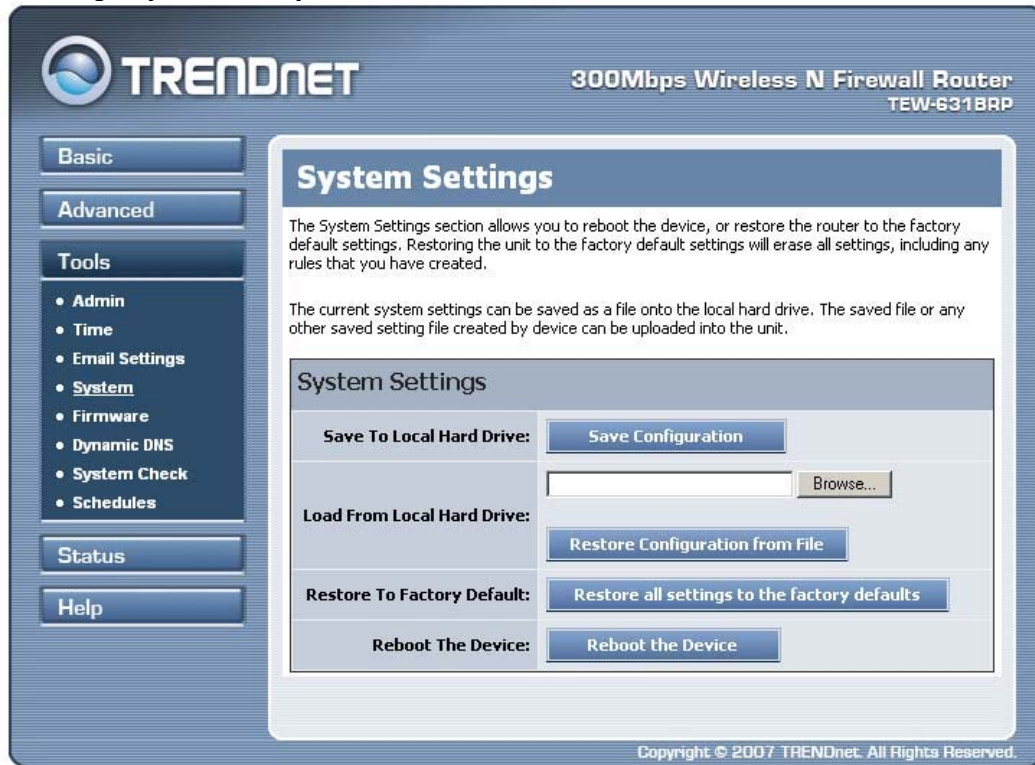 TRENDNET
300Mbps Wireless N Firewall Router
TEW-631BRP
Basic
Advanced
Tools
• Admin
• Time
• Email Settings
• System
• Firmware
• Dynamic DNS
• System Check
• Schedules
Status
Help
System Settings
The System Settings section allows you to reboot the device, or restore the router to the factory
default settings. Restoring the unit to the factory default settings will erase all settings, including any
rules that you have created.
The current system settings can be saved as a file onto the local hard drive. The saved file or any
other saved setting file created by device can be uploaded into the unit.
System Settings
Save To Local Hard Drive: Save Configuration
Browse...
Load From Local Hard Drive:
Restore Configuration from File
Restore To Factory Default: Restore all settings to the factory defaults
Reboot The Device: Reboot the Device
Copyright © 2007 TRENDnet. All Rights Reserved.